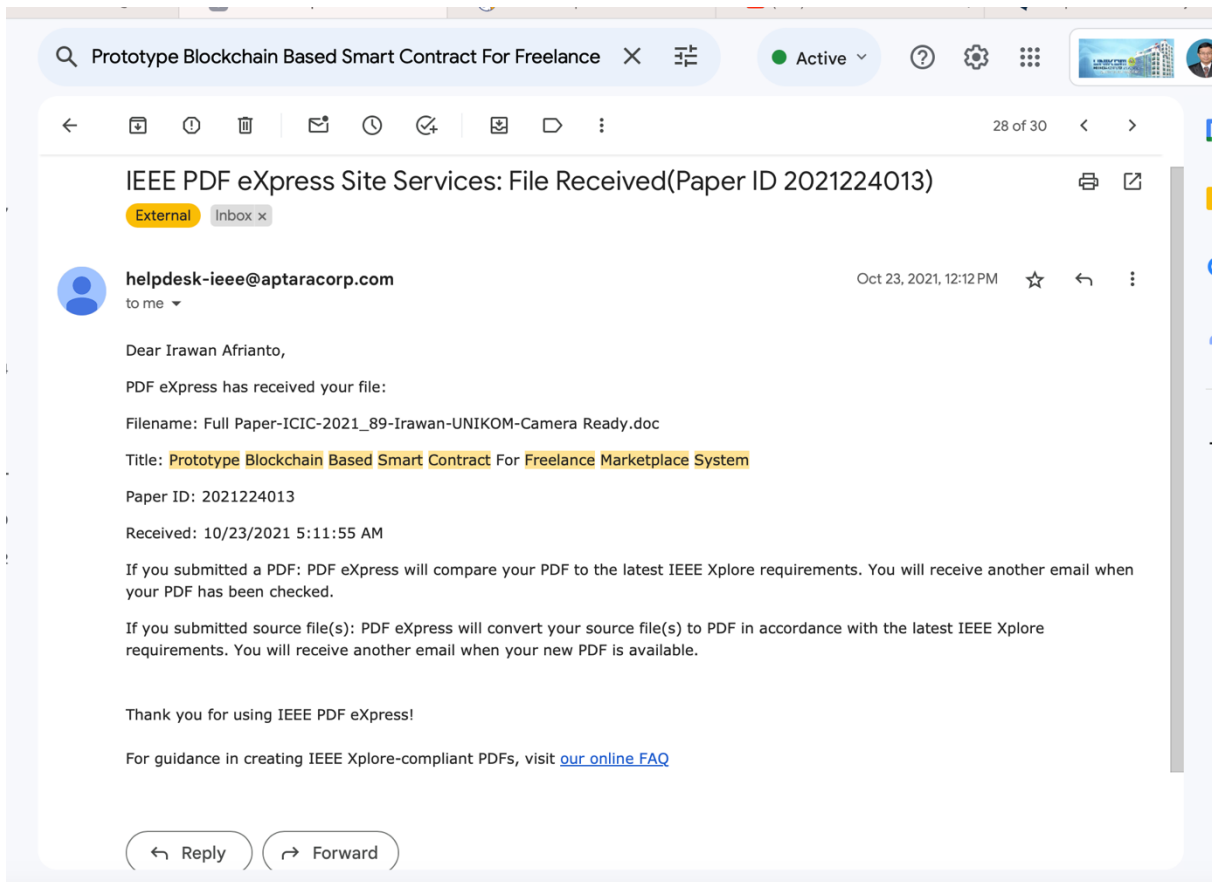 Prototype Blockchain Based Smart Contract For Freelance
Active
28 of 30
IEEE PDF eXpress Site Services: File Received(Paper ID 2021224013)
External Inbox x
helpdesk-ieee@aptaracorp.com Oct 23, 2021, 12:12 PM
to me
Dear Irawan Afrianto,
PDF eXpress has received your file:
Filename: Full Paper-ICIC-2021_89-Irawan-UNIKOM-Camera Ready.doc
Title: Prototype Blockchain Based Smart Contract For Freelance Marketplace System
Paper ID: 2021224013
Received: 10/23/2021 5:11:55 AM
If you submitted a PDF: PDF eXpress will compare your PDF to the latest IEEE Xplore requirements. You will receive another email when
your PDF has been checked.
If you submitted source file(s): PDF eXpress will convert your source file(s) to PDF in accordance with the latest IEEE Xplore
requirements. You will receive another email when your new PDF is available.
Thank you for using IEEE PDF eXpress!
For guidance in creating IEEE Xplore-compliant PDFs, visit our online FAQ
Reply Forward